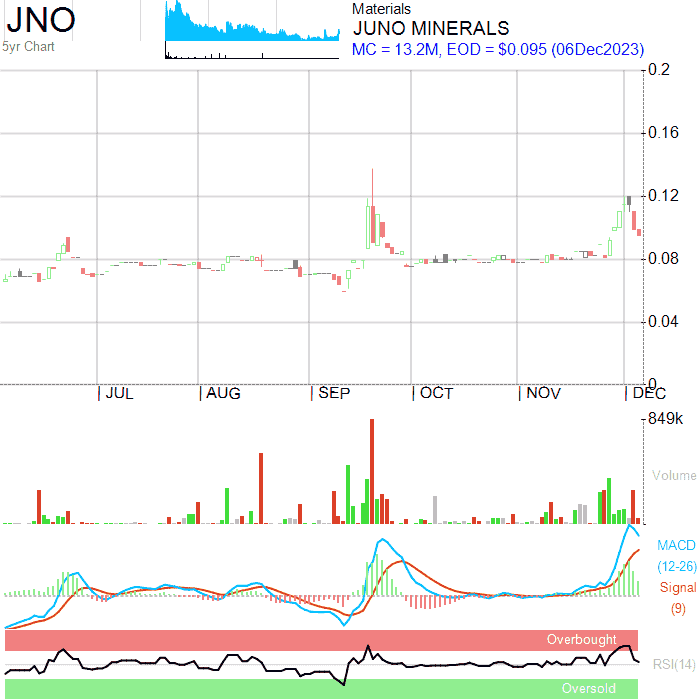 JNO
5yr Chart
Materials
JUNO MINERALS
MC = 13.2M, EOD = $0.095 (06Dec2023)
0.2
0.16
0.12
0.08
0.04
0
JUL AUG SEP OCT NOV DEC
849k
Volume
MACD
(12-26)
Signal
(9)
Overbought
RSI(14)
Oversold